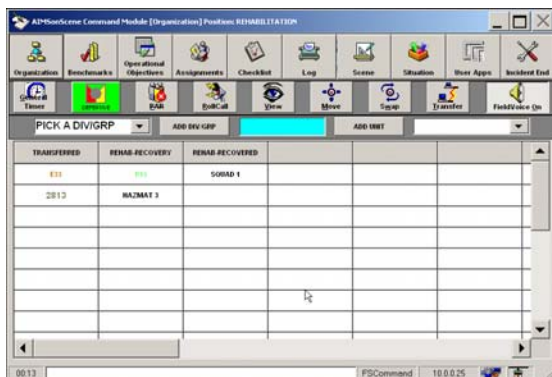 AIMSonScene Command Module [Organization] Position: REHABILITATION
Organization Benchmarks Operational Objectives Assignments Checklist Log Scene Situation User Apps Incident End
General Timer PAR RollCall View Move Swap Transfer FieldVoice On
PICK A DIV/GRP ADD DIV/GRP ADD UNIT
TRANSFERRED REHAB-RECOVERY REHAB-RECOVERED
E33 SQUAD 1
2813 HAZMAT 3
00:13 FSCommand 10.0.0.25